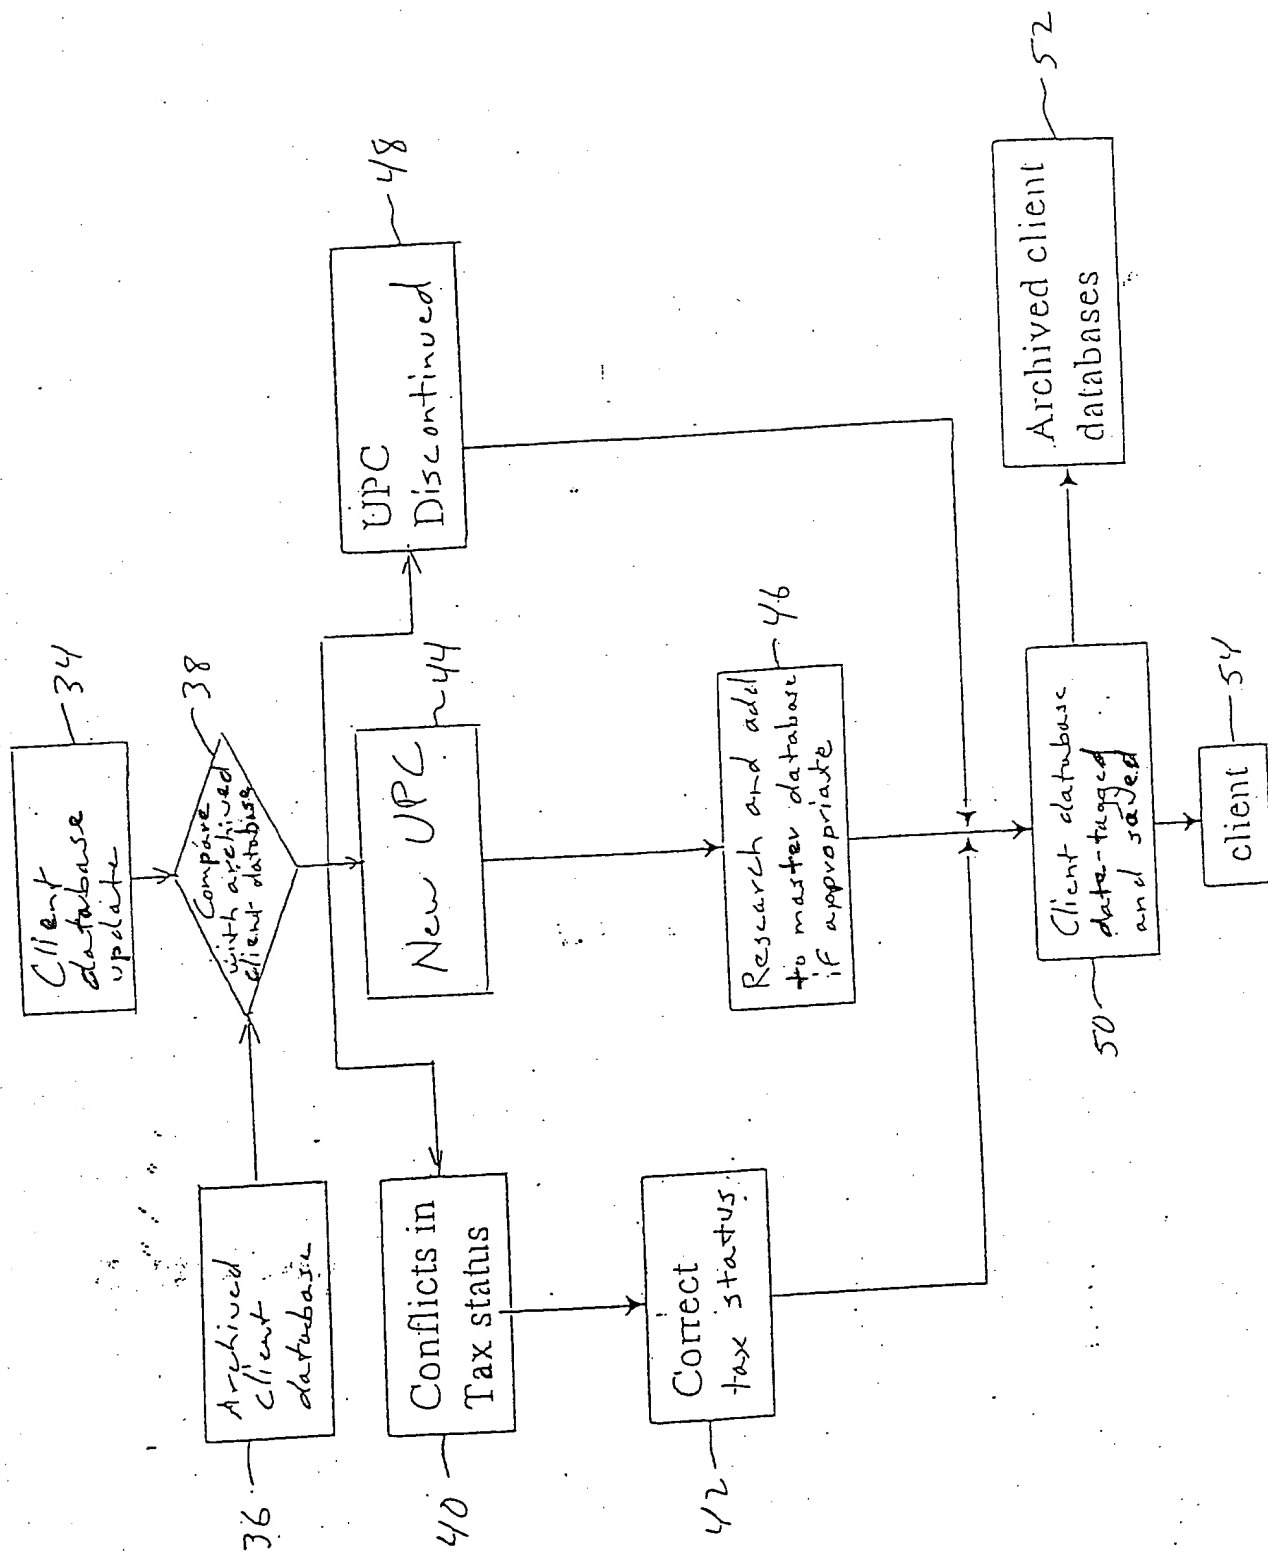 Client
database
update
34
Archived
client
database
36
Compare
with archived
client database
38
Conflicts in
Tax status
40
New UPC
44
UPC
Discontinued
48
Correct
tax status
42
Research and add
to master database
if appropriate
46
Client database
date-tagged
and saved
50
Archived client
databases
52
client
54